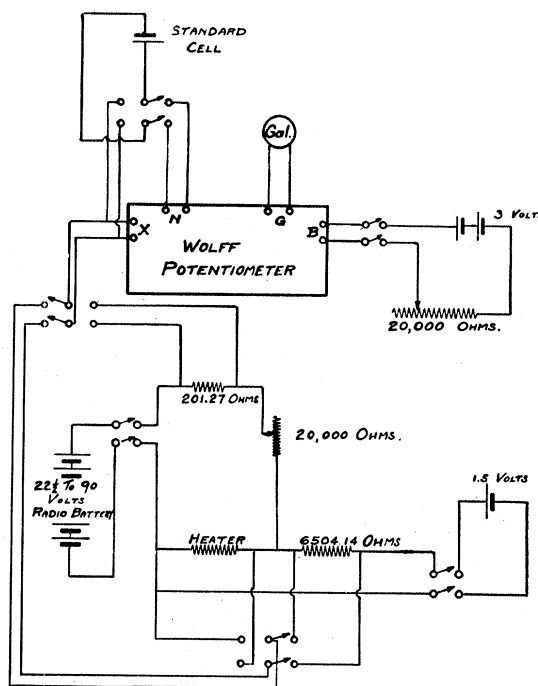 STANDARD
CELL
Gal.
N
G
X
B
WOLFF
POTENTIOMETER
3 VOLTS
20,000 OHMS.
201.27 OHMS
20,000 OHMS.
22½ TO 90
VOLTS
RADIO BATTERY
1.5 VOLTS
HEATER
6504.14 OHMS